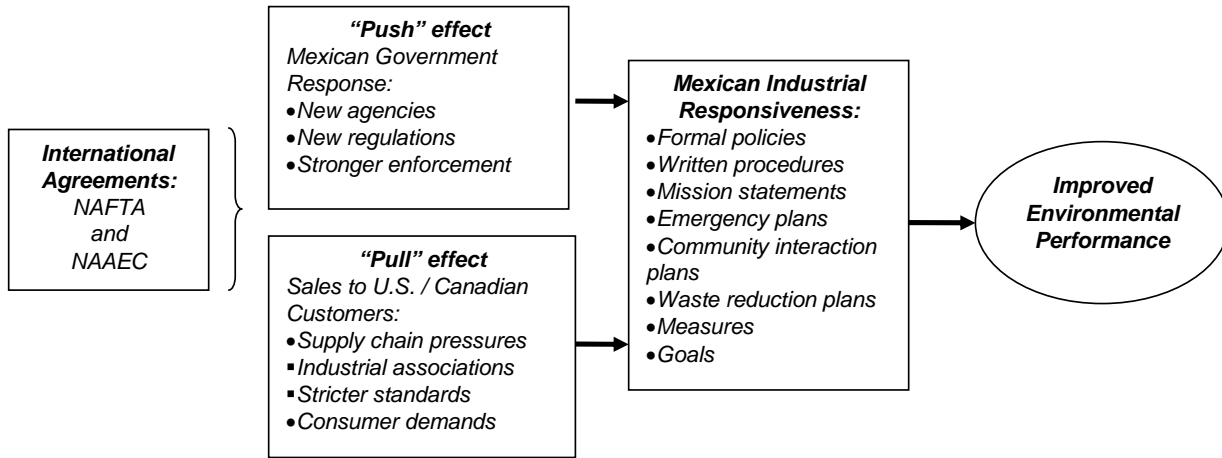 International
Agreements:
NAFTA
and
NAAEC
“Push” effect
Mexican Government
Response:
•New agencies
•New regulations
•Stronger enforcement
“Pull” effect
Sales to U.S. / Canadian
Customers:
•Supply chain pressures
▪Industrial associations
▪Stricter standards
•Consumer demands
Mexican Industrial
Responsiveness:
•Formal policies
•Written procedures
•Mission statements
•Emergency plans
•Community interaction
plans
•Waste reduction plans
•Measures
•Goals
Improved
Environmental
Performance